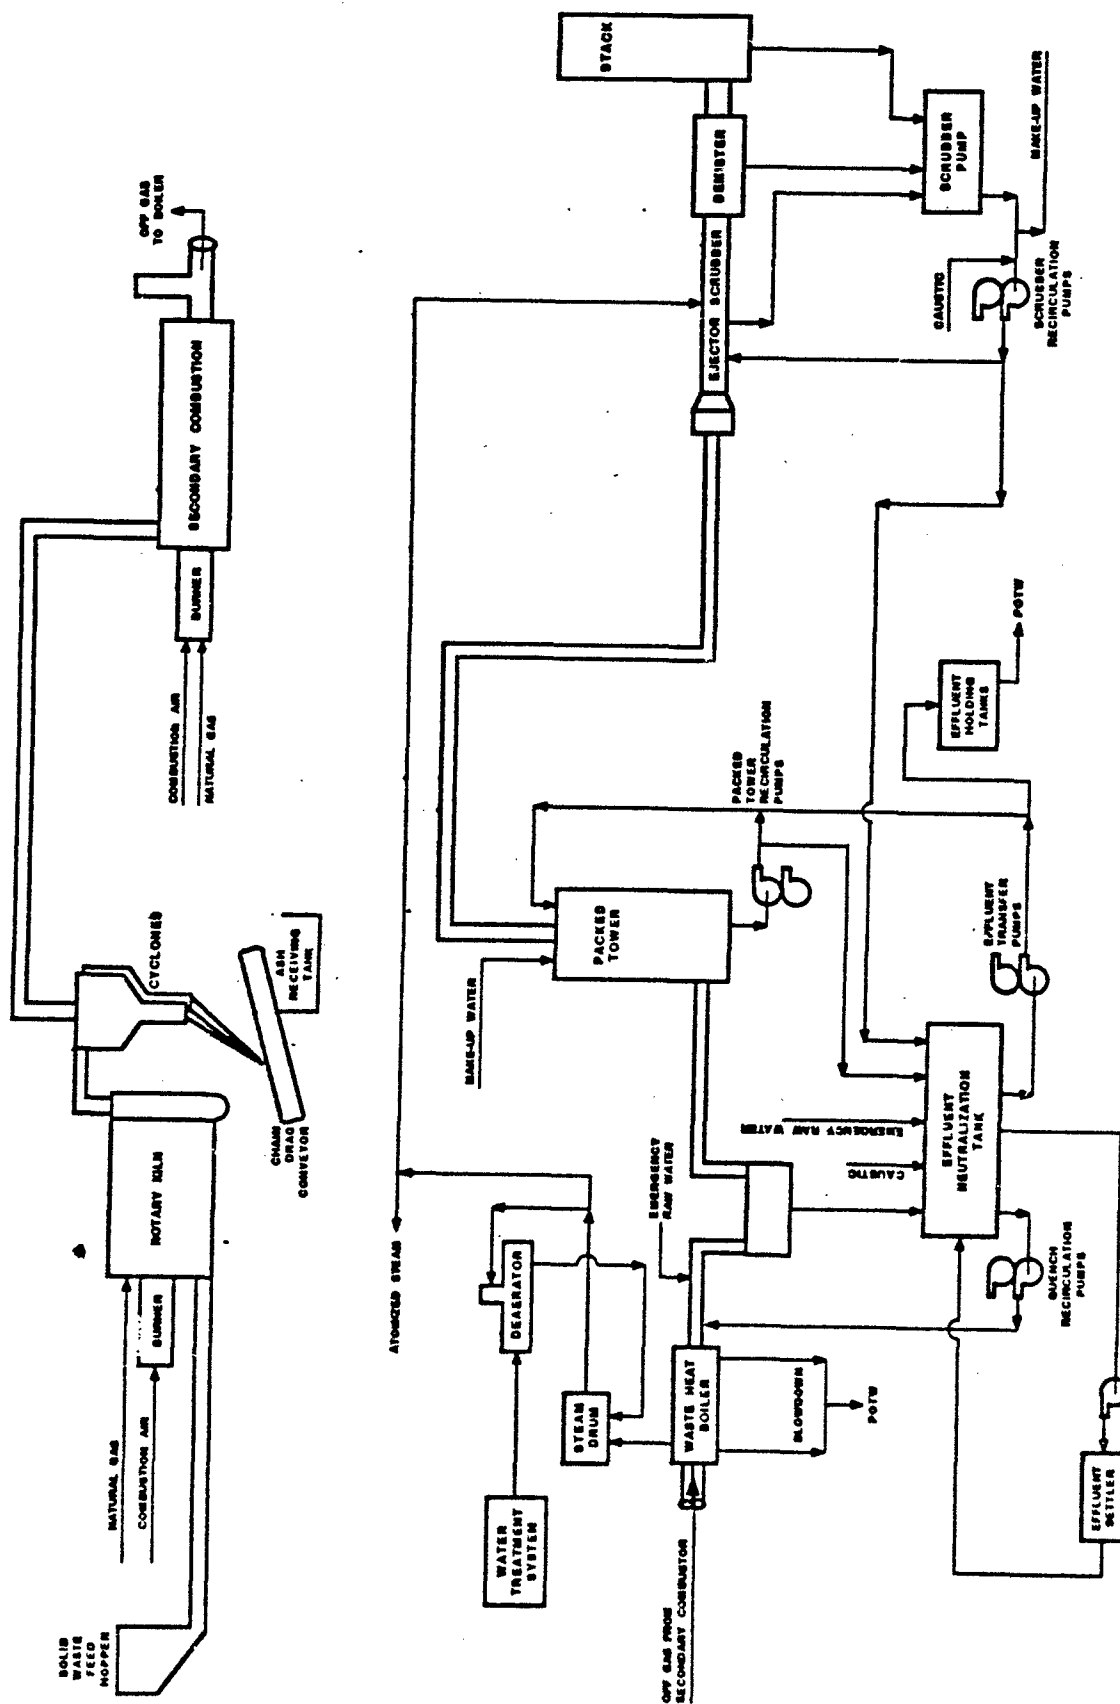 SOLID
WASTE
FEED
HOPPER
NATURAL GAS
COMBUSTION AIR
BURNER
ROTARY KILN
CYCLONES
CHAIN
DRAG
CONVEYOR
ASH
RECEIVING
TANK
COMBUSTION AIR
NATURAL GAS
BURNER
SECONDARY COMBUSTION
OFF GAS
TO BOILER
ATOMIZED STEAM
WATER
TREATMENT
SYSTEM
DEAERATOR
STEAM
DRUM
OFF GAS FROM
SECONDARY COMBUSTOR
WASTE HEAT
BOILER
BLOWDOWN
POTW
EMERGENCY
RAW WATER
MAKE-UP WATER
PACKED
TOWER
PACKED
TOWER
RECIRCULATION
PUMPS
EJECTOR SCRUBBER
DEMISTER
STACK
SCRUBBER
PUMP
MAKE-UP WATER
CAUSTIC
SCRUBBER
RECIRCULATION
PUMPS
CAUSTIC
EMERGENCY RAW WATER
EFFLUENT
NEUTRALIZATION
TANK
QUENCH
RECIRCULATION
PUMPS
EFFLUENT
TRANSFER
PUMPS
EFFLUENT
HOLDING
TANKS
POTW
EFFLUENT
SETTLER